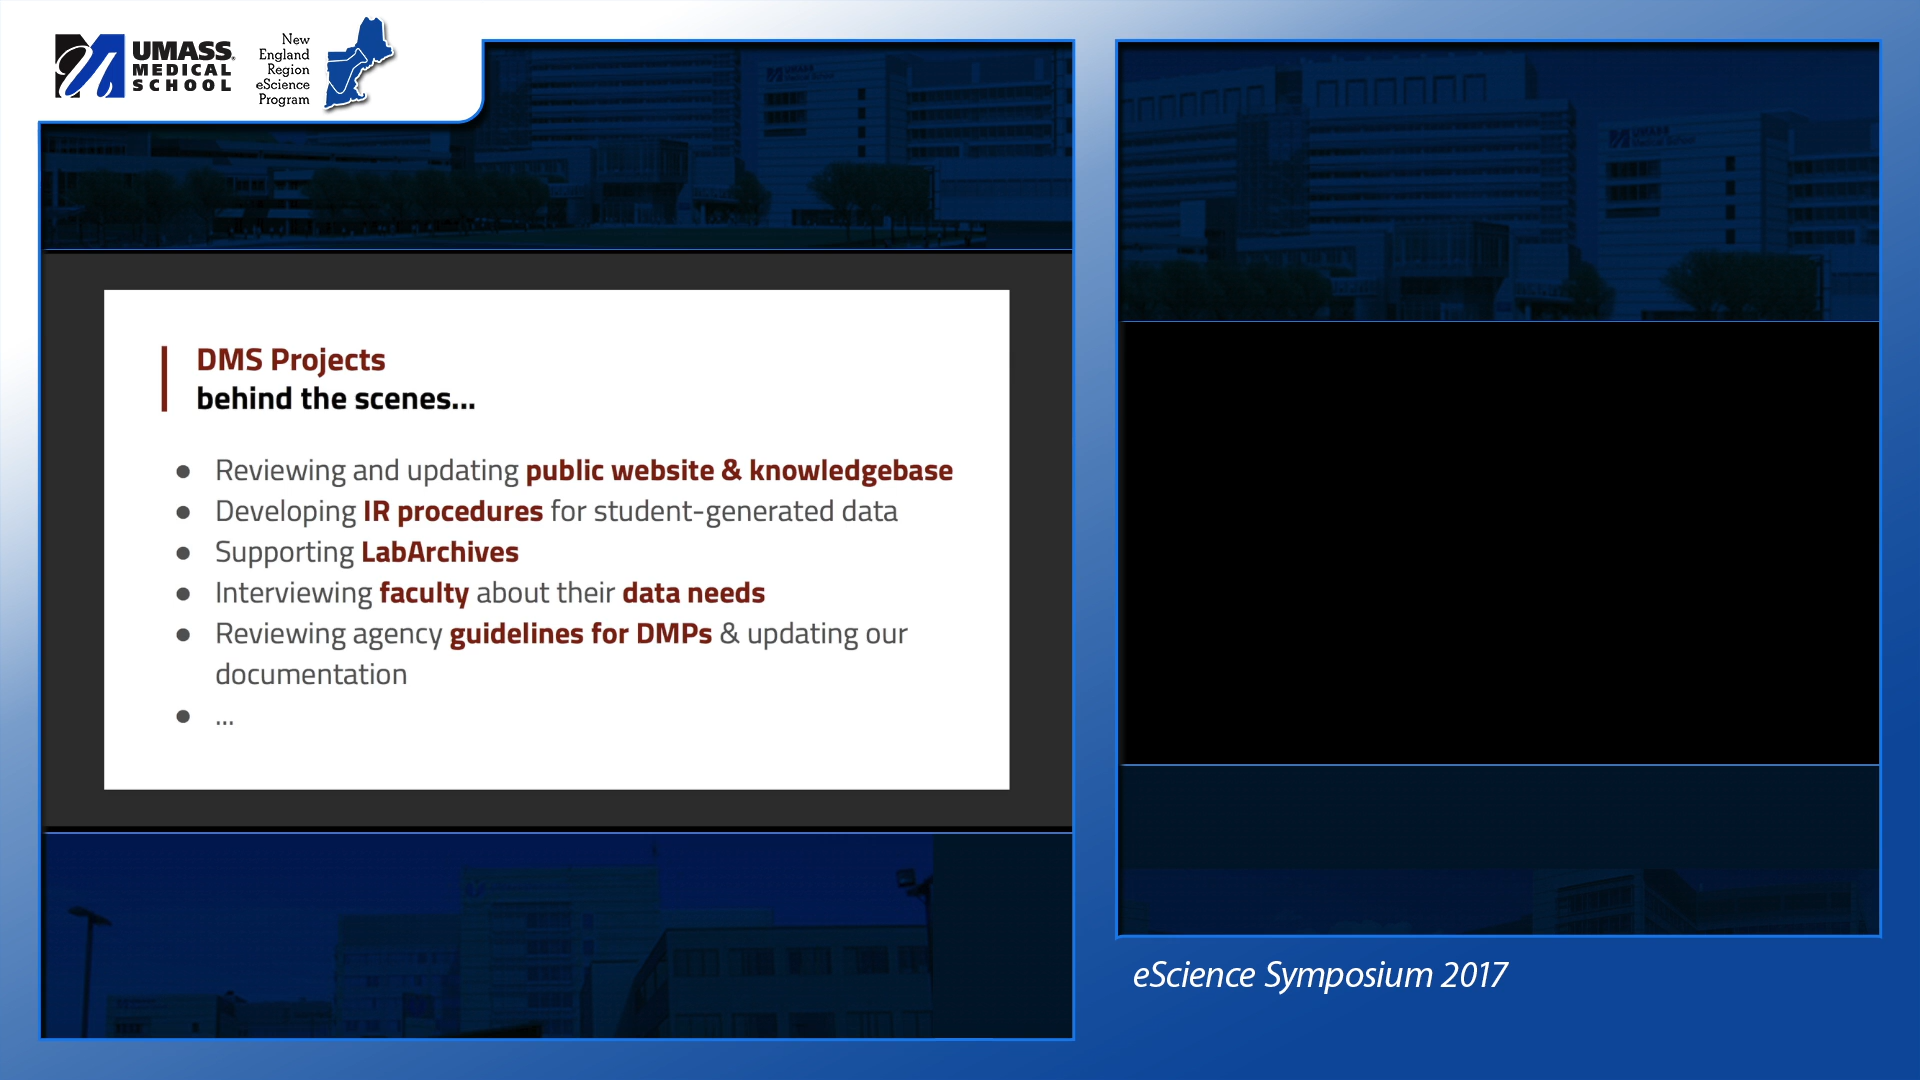 UMASS
MEDICAL
SCHOOL
New
England
Region
eScience
Program
DMS Projects
behind the scenes...
● Reviewing and updating public website & knowledgebase
● Developing IR procedures for student-generated data
● Supporting LabArchives
● Interviewing faculty about their data needs
● Reviewing agency guidelines for DMPs & updating our
documentation
● ...
eScience Symposium 2017